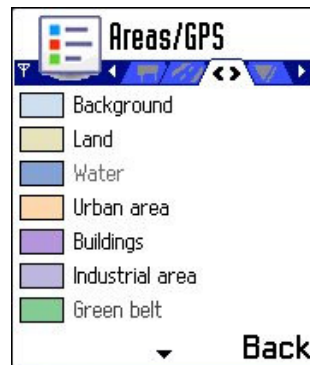 Areas/GPS
Background
Land
Water
Urban area
Buildings
Industrial area
Green belt
Back